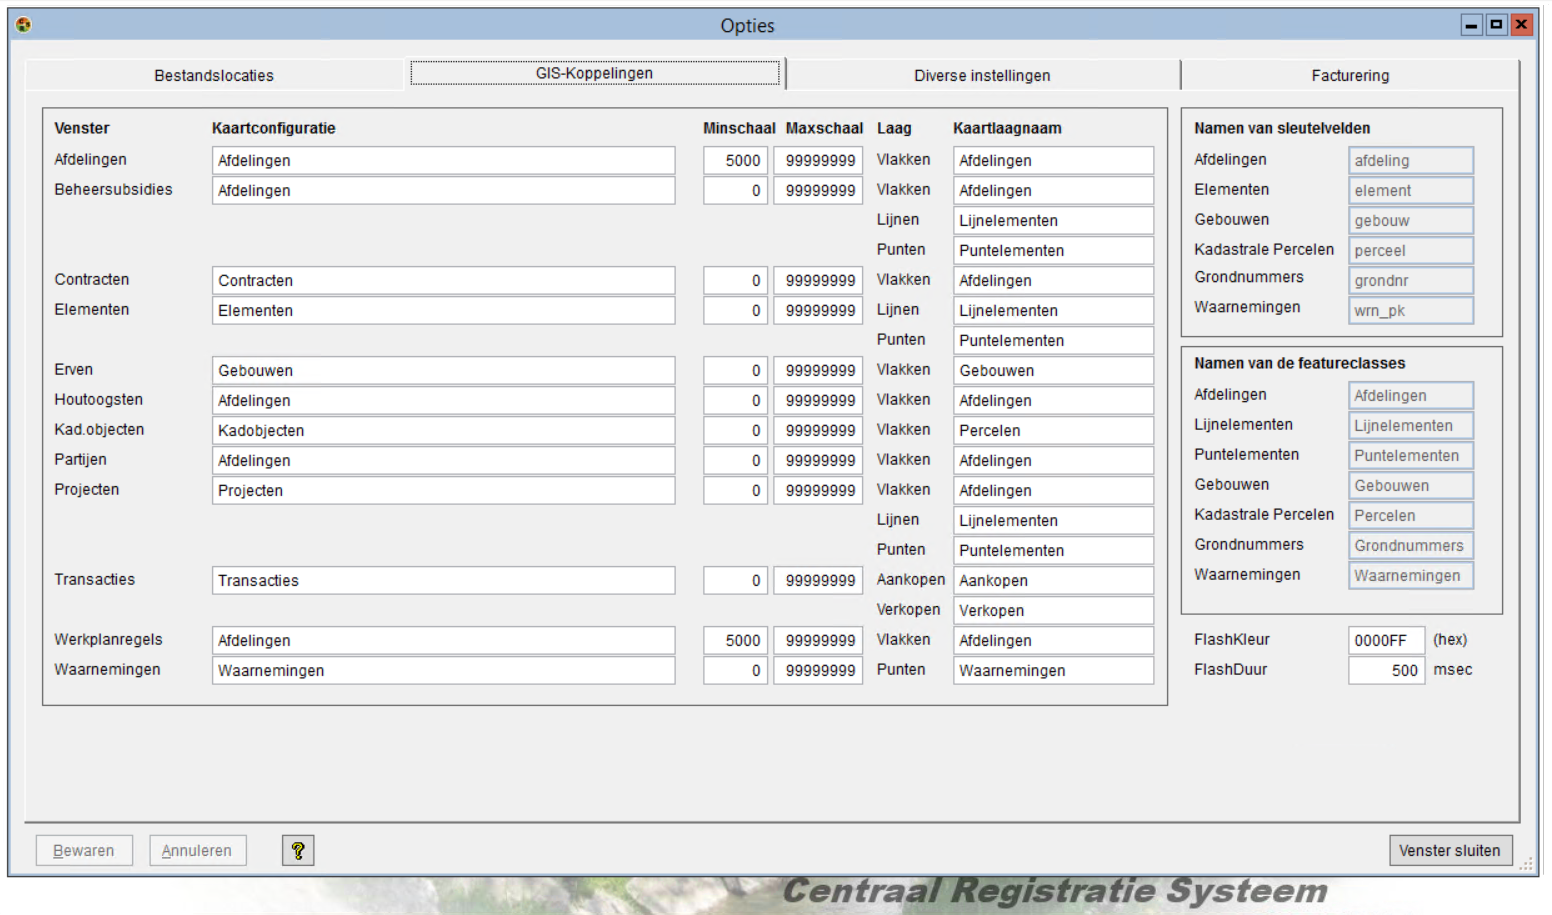 Opties
Bestandslocaties GIS-Koppelingen Diverse instellingen Facturering
Venster Kaartconfiguratie Minschaal Maxschaal Laag Kaartlaagnaam
Afdelingen Afdelingen 5000 99999999 Vlakken Afdelingen
Beheersubsidies Afdelingen 0 99999999 Vlakken Afdelingen
Lijnen Lijnelementen
Punten Puntelementen
Contracten Contracten 0 99999999 Vlakken Afdelingen
Elementen Elementen 0 99999999 Lijnen Lijnelementen
Punten Puntelementen
Erven Gebouwen 0 99999999 Vlakken Gebouwen
Houtoogsten Afdelingen 0 99999999 Vlakken Afdelingen
Kad.objecten Kadobjecten 0 99999999 Vlakken Percelen
Partijen Afdelingen 0 99999999 Vlakken Afdelingen
Projecten Projecten 0 99999999 Vlakken Afdelingen
Lijnen Lijnelementen
Punten Puntelementen
Transacties Transacties 0 99999999 Aankopen Aankopen
Verkopen Verkopen
Werkplanregels Afdelingen 5000 99999999 Vlakken Afdelingen
Waarnemingen Waarnemingen 0 99999999 Punten Waarnemingen
Namen van sleutelvelden
Afdelingen afdeling
Elementen element
Gebouwen gebouw
Kadastrale Percelen perceel
Grondnummers grondnr
Waarnemingen wrn_pk
Namen van de featureclasses
Afdelingen Afdelingen
Lijnelementen Lijnelementen
Puntelementen Puntelementen
Gebouwen Gebouwen
Kadastrale Percelen Percelen
Grondnummers Grondnummers
Waarnemingen Waarnemingen
FlashKleur 0000FF (hex)
FlashDuur 500 msec
Bewaren Annuleren ? Venster sluiten
Centraal Registratie Systeem